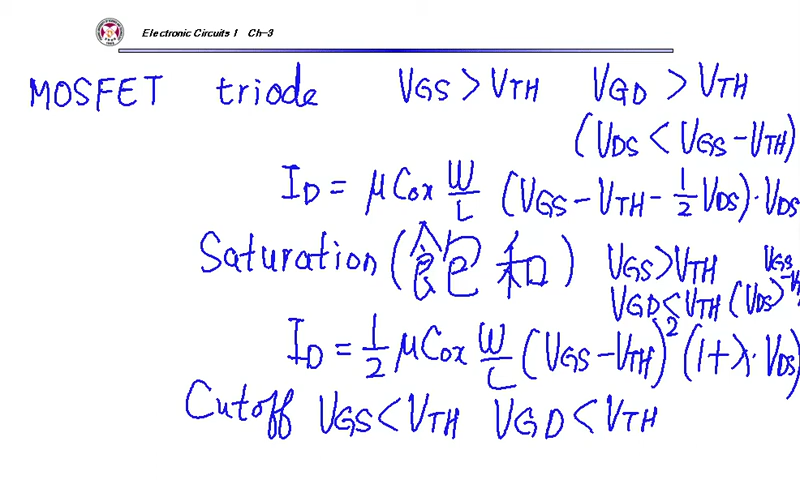 Electronic Circuits 1 Ch-3
MOSFET triode VGS > VTH VGD > VTH
(VDS < VGS - VTH)
ID = μCox W/L (VGS - VTH - 1/2 VDS)·VDS
Saturation (飽和) VGS > VTH
VGD < VTH (VDS > VGS - V
ID = 1/2 μCox W/L (VGS - VTH)² (1+λ·VDS)
Cutoff VGS < VTH VGD < VTH